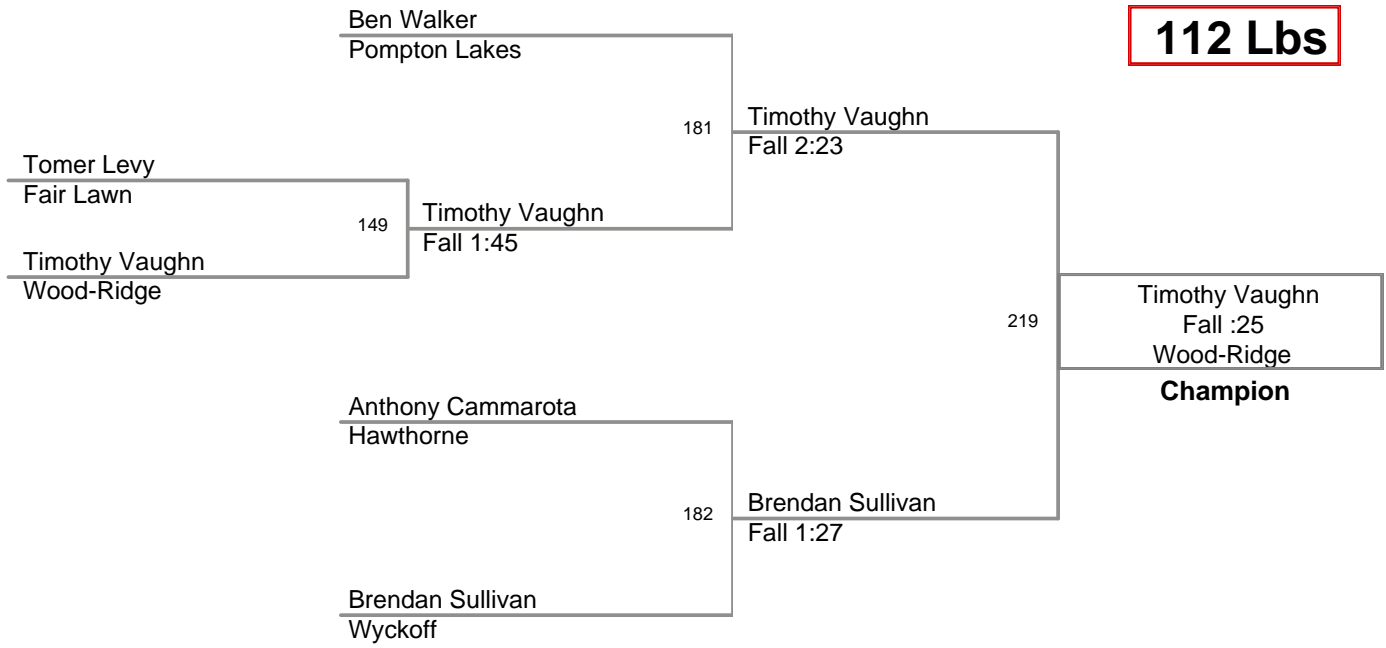 Ben Walker
Pompton Lakes
112 Lbs
181
Timothy Vaughn
Fall 2:23
Tomer Levy
Fair Lawn
149
Timothy Vaughn
Fall 1:45
Timothy Vaughn
Wood-Ridge
219
Timothy Vaughn
Fall :25
Wood-Ridge
Champion
Anthony Cammarota
Hawthorne
182
Brendan Sullivan
Fall 1:27
Brendan Sullivan
Wyckoff